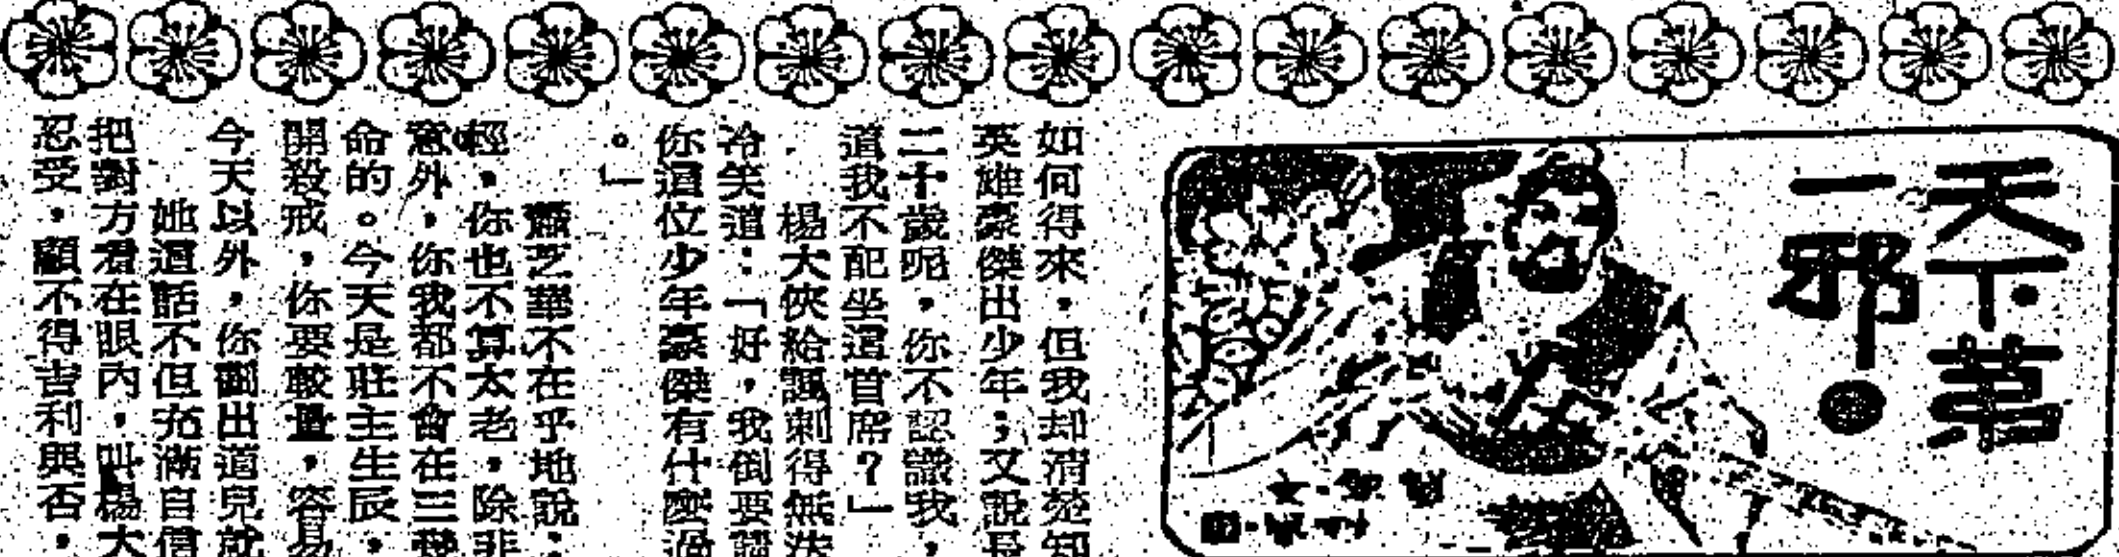 天下第
一邪
如何得來，但我却清楚知
英雄豪傑出少年；又說長
二十歲呢，你不認識我，
道我不配坐這首席？」
楊大俠給諷刺得無法
冷笑道：「好，我倒要請
你這位少年豪傑有什麼過
。」
蕭芝華不在乎地說：
輕，你也不算太老，除非
意外，你我都不會在三幾
命的。今天是莊主生辰，
開殺戒，你要較量，容易
今天以外，你劃出道兒就
她這話不但充滿自信
把對方看在眼內，叫楊大
忍受，顧不得吉利與否，